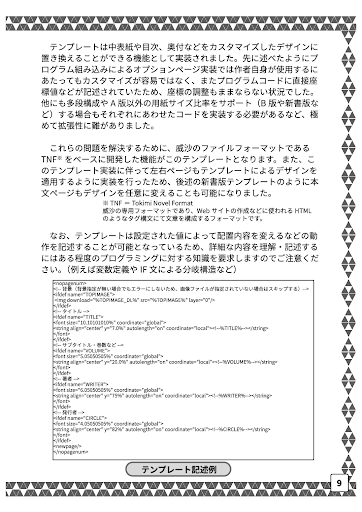 テンプレートは中表紙や目次、奥付などをカスタマイズしたデザインに
置き換えることができる機能として実装されました。先に述べたようにプ
ログラム組み込みによるオプションページ実装では作者自身が使用するに
あたってもカスタマイズが容易ではなく、またプログラムコードに直接座
標値などが記述されていたため、座標の調整もままならない状況でした。
他にも多段構成や A 版以外の用紙サイズ比率をサポート（B 版や新書版な
ど）する場合もそれぞれにあわせたコードを実装する必要があるなど、極
めて拡張性に難がありました。
これらの問題を解決するために、威沙のファイルフォーマットである
TNF※ をベースに開発した機能がこのテンプレートとなります。また、こ
のテンプレート実装に伴って左右ページもテンプレートによるデザインを
適用するように実装を行ったため、後述の新書版テンプレートのように本
文ページもデザインを任意に変えることも可能になりました。
※ TNF ＝ Tokimi Novel Format
威沙の専用フォーマットであり、Web サイトの作成などに使われる HTML
のようなタグ構文にて文章を構成するフォーマットです。
なお、テンプレートは設定された値によって配置内容を変えるなどの動
作を記述することが可能となっているため、詳細な内容を理解・記述する
にはある程度のプログラミングに対する知識を要求しますのでご注意くだ
さい。（例えば変数定義や IF 文による分岐構造など）
<nopagenum>
<!-- 背景（背景指定が無い場合でもエラーにしないため、画像ファイルが指定されていない場合はスキップする）-->
<ifdef name="TOPIMAGE">
<img download="%TOPIMAGE_DL%" src="%TOPIMAGE%" layer="0"/>
</ifdef>
<!-- タイトル -->
<ifdef name="TITLE">
<font size="10.10101010%" coordinate="global">
<string align="center" y="7.0%" autolength="on" coordinate="local"><!--%TITLE%--></string>
</font>
</ifdef>
<!-- サブタイトル・巻数など -->
<ifdef name="VOLUME">
<font size="5.05050505%" coordinate="global">
<string align="center" y="20.0%" autolength="on" coordinate="local"><!--%VOLUME%--></string>
</font>
</ifdef>
<!-- 著者 -->
<ifdef name="WRITER">
<font size="6.05050505%" coordinate="global">
<string align="center" y="75%" autolength="on" coordinate="local"><!--%WRITER%--></string>
</font>
</ifdef>
<!-- 発行者 -->
<ifdef name="CIRCLE">
<font size="4.05050505%" coordinate="global">
<string align="center" y="82%" autolength="on" coordinate="local"><!--%CIRCLE%--></string>
</font>
</ifdef>
<newpage/>
</nopagenum>
テンプレート記述例
9